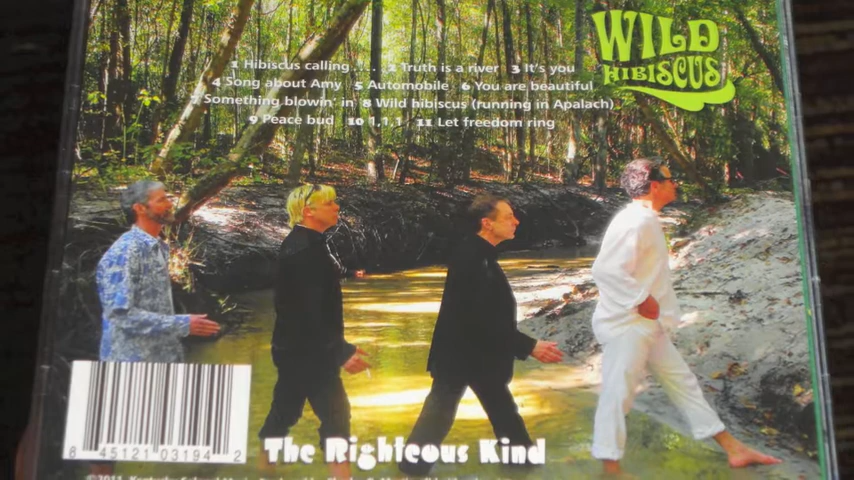 WILD
HIBISCUS
1 Hibiscus calling..... 2 Truth is a river 3 It's you
4 Song about Amy 5 Automobile 6 You are beautiful
7 Something blowin' in 8 Wild hibiscus (running in Apalach)
9 Peace bud 10 1,1,1 11 Let freedom ring
8 45121 03194 2
The Righteous Kind